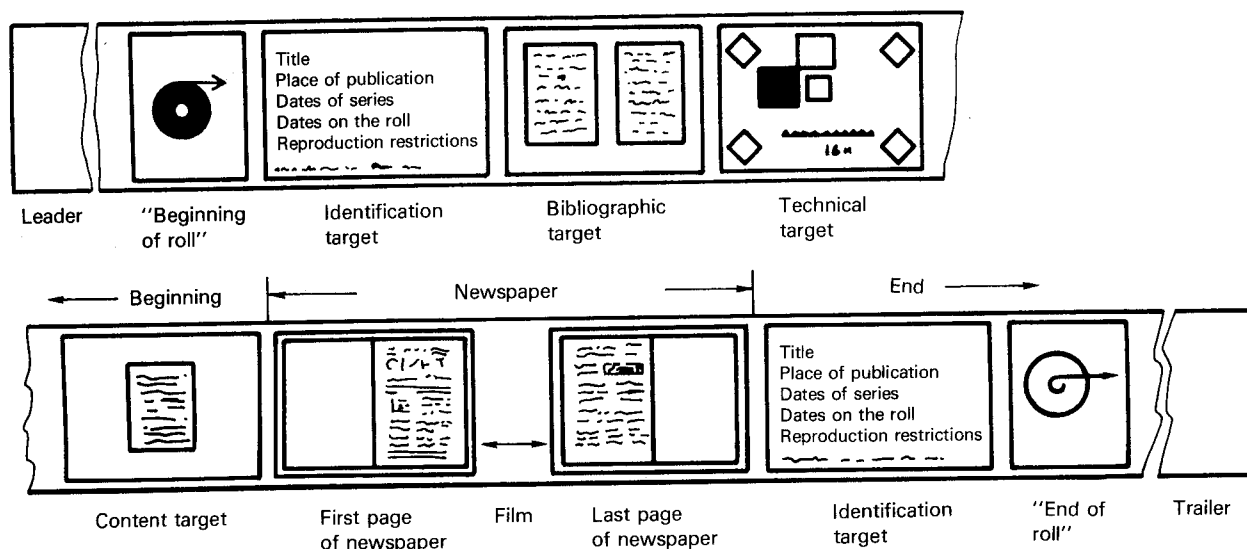 Title
Place of publication
Dates of series
Dates on the roll
Reproduction restrictions
16×
Leader
"Beginning
of roll"
Identification
target
Bibliographic
target
Technical
target
Beginning
Newspaper
End
Title
Place of publication
Dates of series
Dates on the roll
Reproduction restrictions
Content target
First page
of newspaper
Film
Last page
of newspaper
Identification
target
"End of
roll"
Trailer